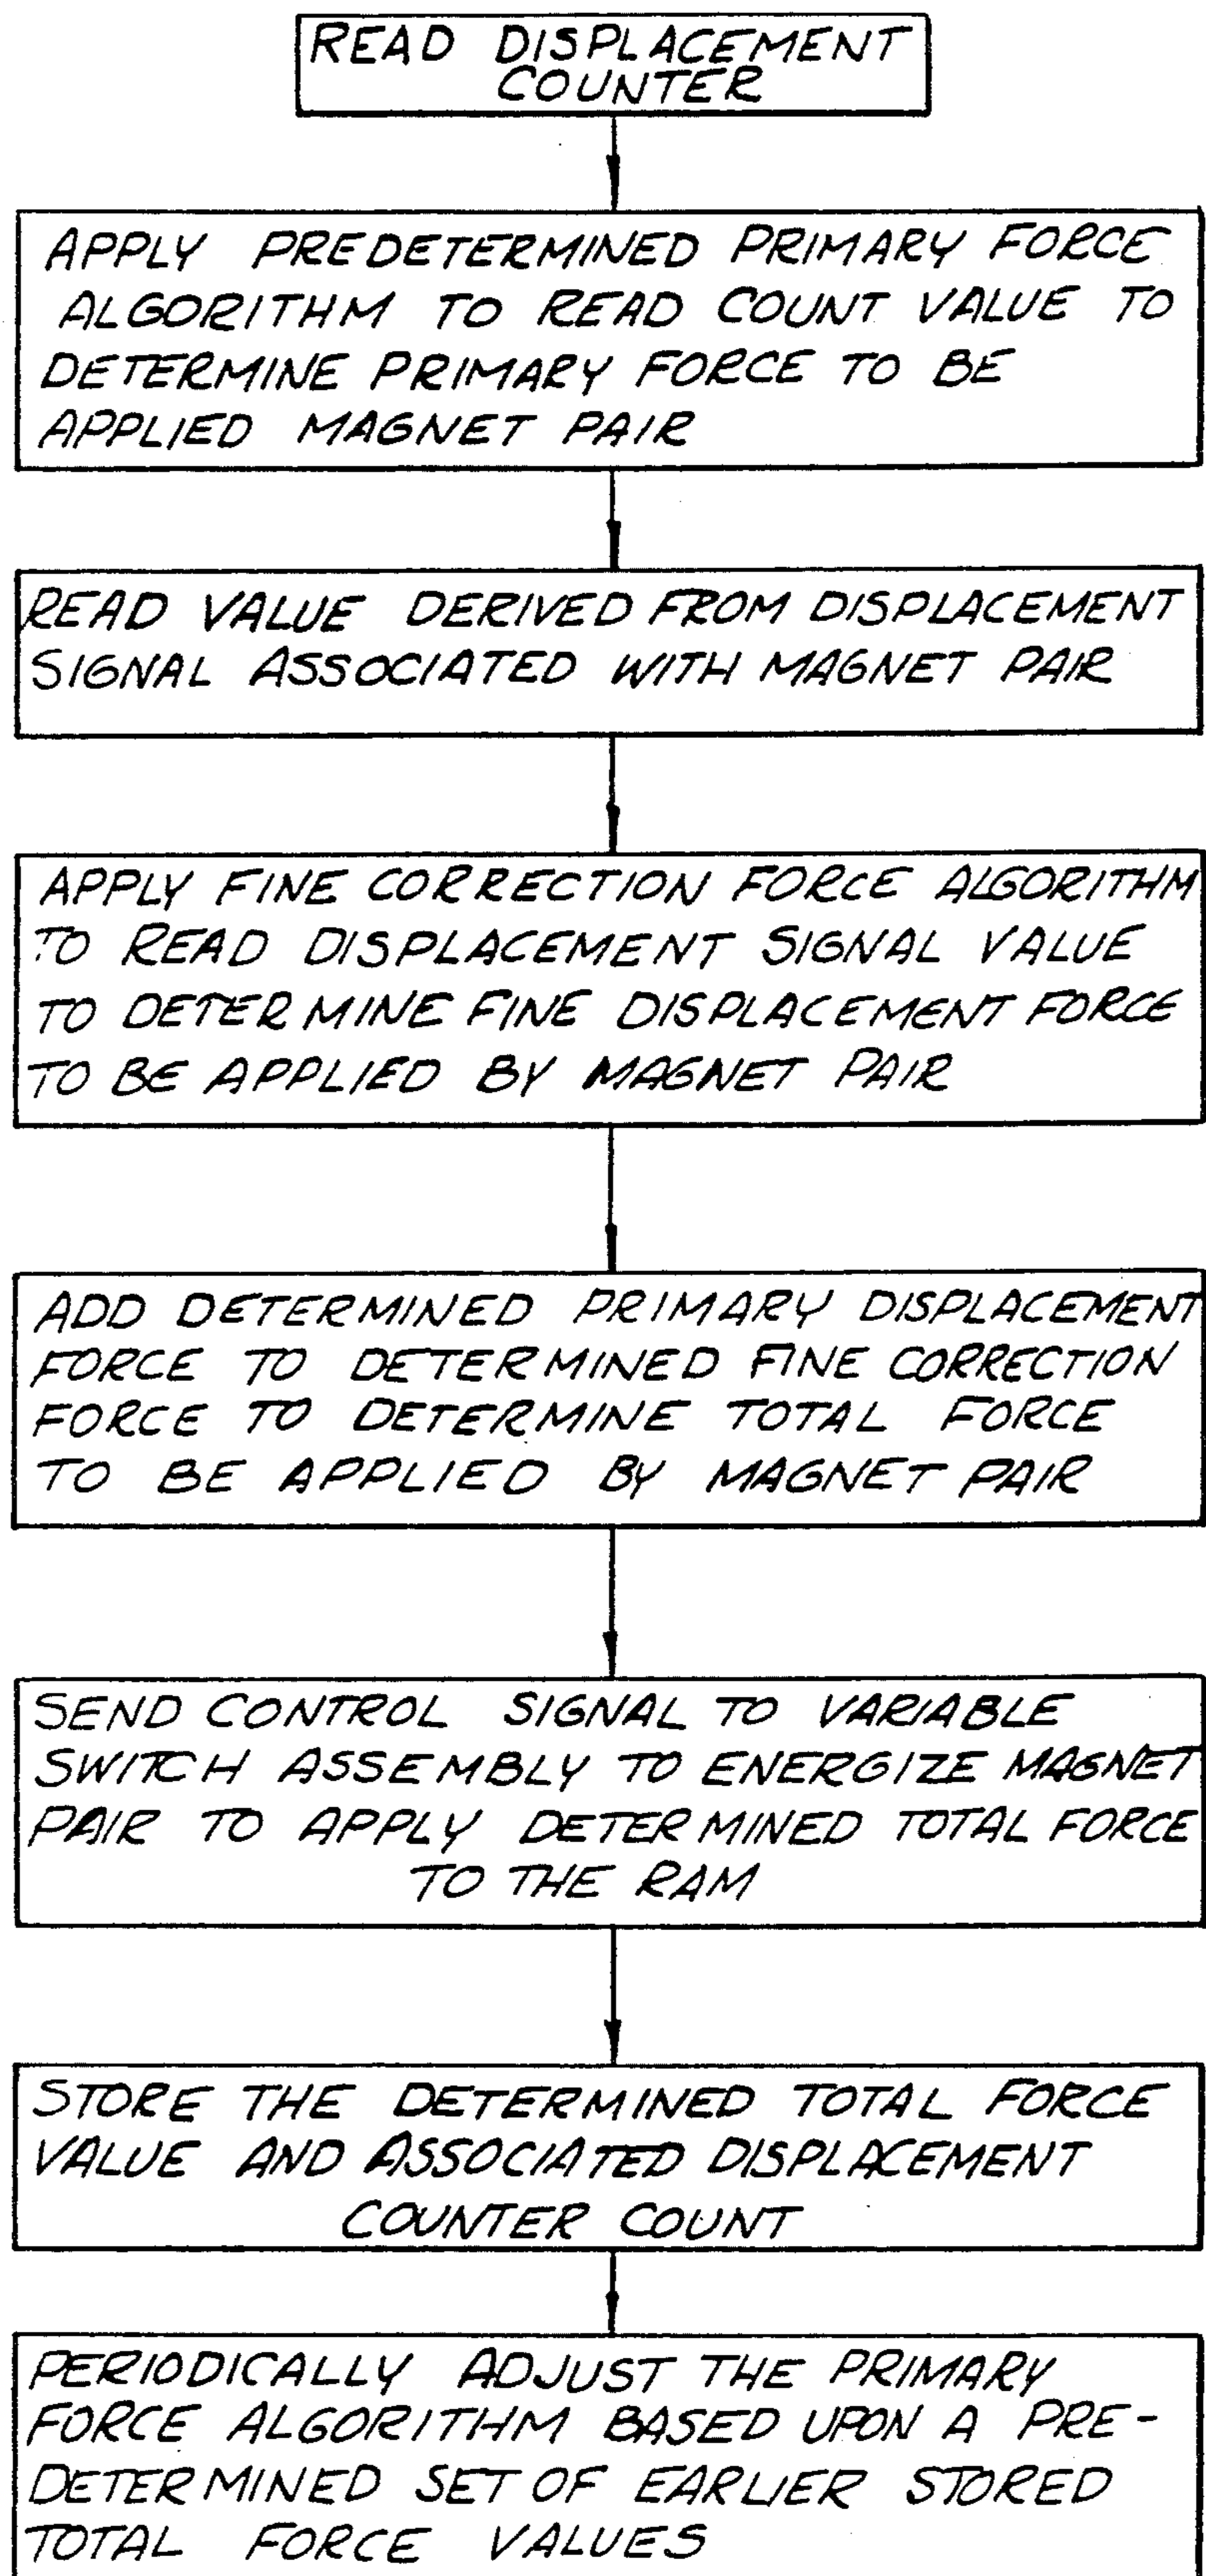 READ DISPLACEMENT
COUNTER
APPLY PREDETERMINED PRIMARY FORCE
ALGORITHM TO READ COUNT VALUE TO
DETERMINE PRIMARY FORCE TO BE
APPLIED MAGNET PAIR
READ VALUE DERIVED FROM DISPLACEMENT
SIGNAL ASSOCIATED WITH MAGNET PAIR
APPLY FINE CORRECTION FORCE ALGORITHM
TO READ DISPLACEMENT SIGNAL VALUE
TO DETERMINE FINE DISPLACEMENT FORCE
TO BE APPLIED BY MAGNET PAIR
ADD DETERMINED PRIMARY DISPLACEMENT
FORCE TO DETERMINED FINE CORRECTION
FORCE TO DETERMINE TOTAL FORCE
TO BE APPLIED BY MAGNET PAIR
SEND CONTROL SIGNAL TO VARIABLE
SWITCH ASSEMBLY TO ENERGIZE MAGNET
PAIR TO APPLY DETERMINED TOTAL FORCE
TO THE RAM
STORE THE DETERMINED TOTAL FORCE
VALUE AND ASSOCIATED DISPLACEMENT
COUNTER COUNT
PERIODICALLY ADJUST THE PRIMARY
FORCE ALGORITHM BASED UPON A PRE-
DETERMINED SET OF EARLIER STORED
TOTAL FORCE VALUES